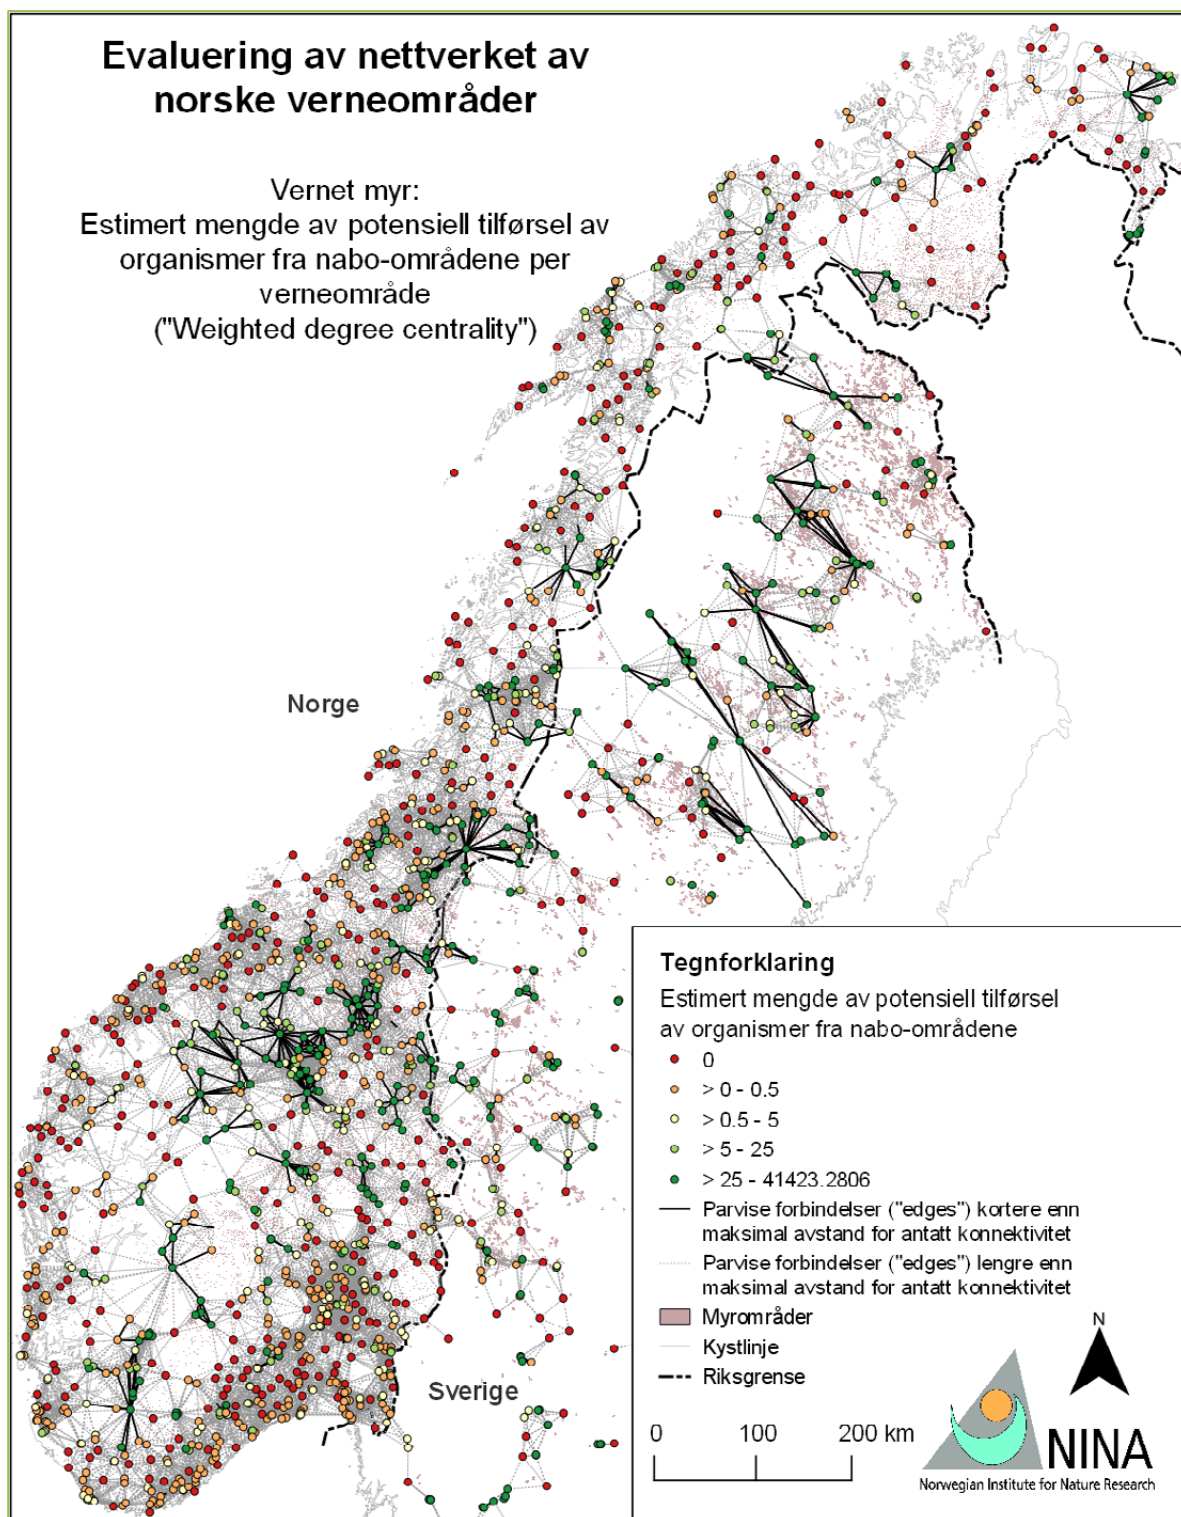 Evaluering av nettverket av
norske verneområder
Vernet myr:
Estimert mengde av potensiell tilførsel av
organismer fra nabo-områdene per
verneområde
("Weighted degree centrality")
Norge
Sverige
Tegnforklaring
Estimert mengde av potensiell tilførsel
av organismer fra nabo-områdene
0
> 0 - 0.5
> 0.5 - 5
> 5 - 25
> 25 - 41423.2806
Parvise forbindelser ("edges") kortere enn
maksimal avstand for antatt konnektivitet
Parvise forbindelser ("edges") lengre enn
maksimal avstand for antatt konnektivitet
Myrområder
Kystlinje
Riksgrense
N
0 100 200 km
NINA
Norwegian Institute for Nature Research